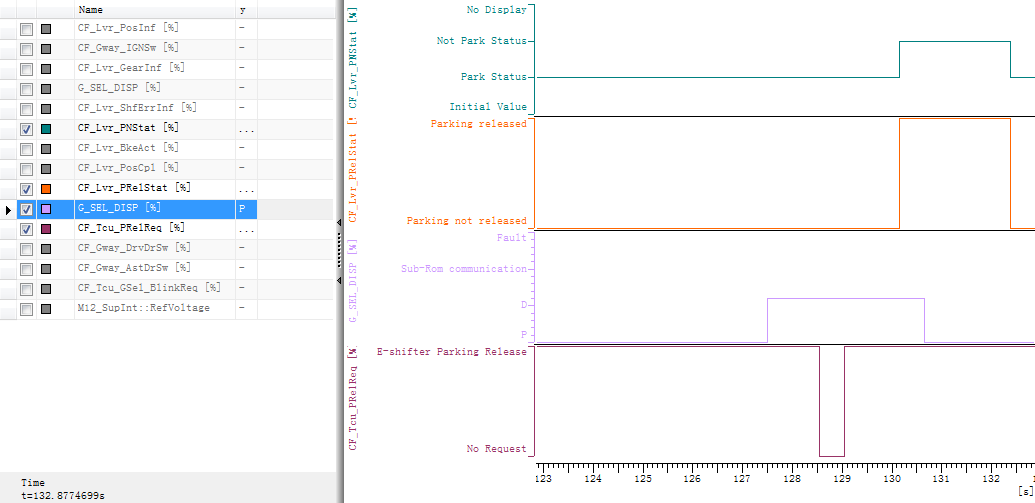 Name y
CF_Lvr_PosInf [%] -
CF_Gway_IGNSw [%] -
CF_Lvr_GearInf [%] -
G_SEL_DISP [%] -
CF_Lvr_ShfErrInf [%] -
CF_Lvr_PNStat [%] ...
CF_Lvr_BkeAct [%] -
CF_Lvr_PosCpl [%] -
CF_Lvr_PRelStat [%] ...
G_SEL_DISP [%] P
CF_Tcu_PRelReq [%] ...
CF_Gway_DrvDrSw [%] -
CF_Gway_AstDrSw [%] -
CF_Tcu_GSel_BlinkReq [%] -
M12_SupInt::RefVoltage -
Time
t=132.8774699s
CF_Lvr_PNStat [%]
No Display
Not Park Status
Park Status
Initial Value
CF_Lvr_PRelStat [%
Parking released
Parking not released
G_SEL_DISP [%]
Fault
Sub-Rom communication
D
P
CF_Tcu_PRelReq [%
E-shifter Parking Release
No Request
123 124 125 126 127 128 129 130 131 132
[s]